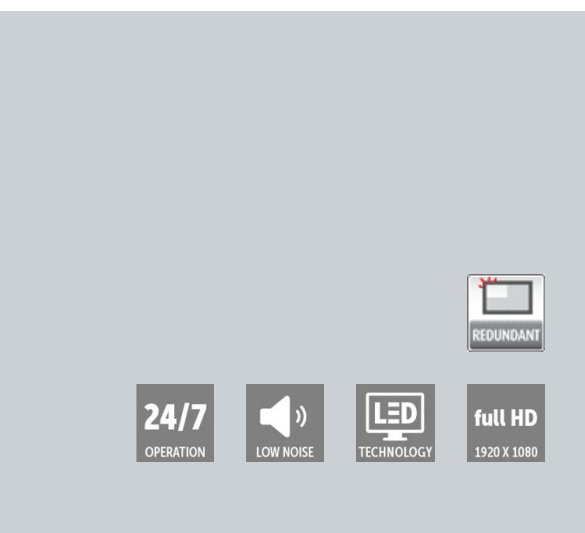 REDUNDANT
24/7
OPERATION
LOW NOISE
LED
TECHNOLOGY
full HD
1920 X 1080